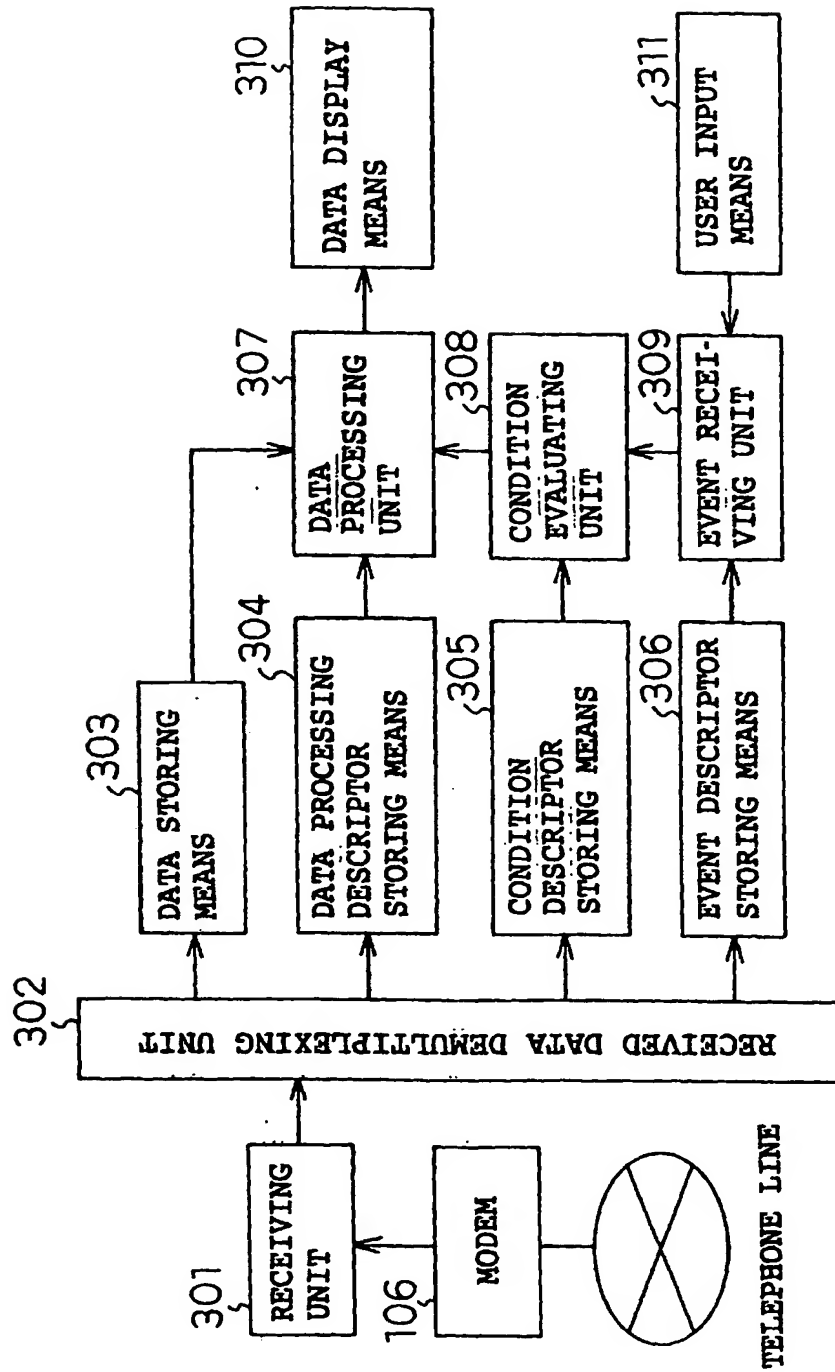 301
RECEIVING
UNIT
106
MODEM
TELEPHONE LINE
302
RECEIVED DATA DEMULTIPLEXING UNIT
303
DATA STORING
MEANS
304
DATA PROCESSING
DESCRIPTOR
STORING MEANS
305
CONDITION
DESCRIPTOR
STORING MEANS
306
EVENT DESCRIPTOR
STORING MEANS
307
DATA
PROCESSING
UNIT
308
CONDITION
EVALUATING
UNIT
309
EVENT RECEI-
VING UNIT
310
DATA DISPLAY
MEANS
311
USER INPUT
MEANS